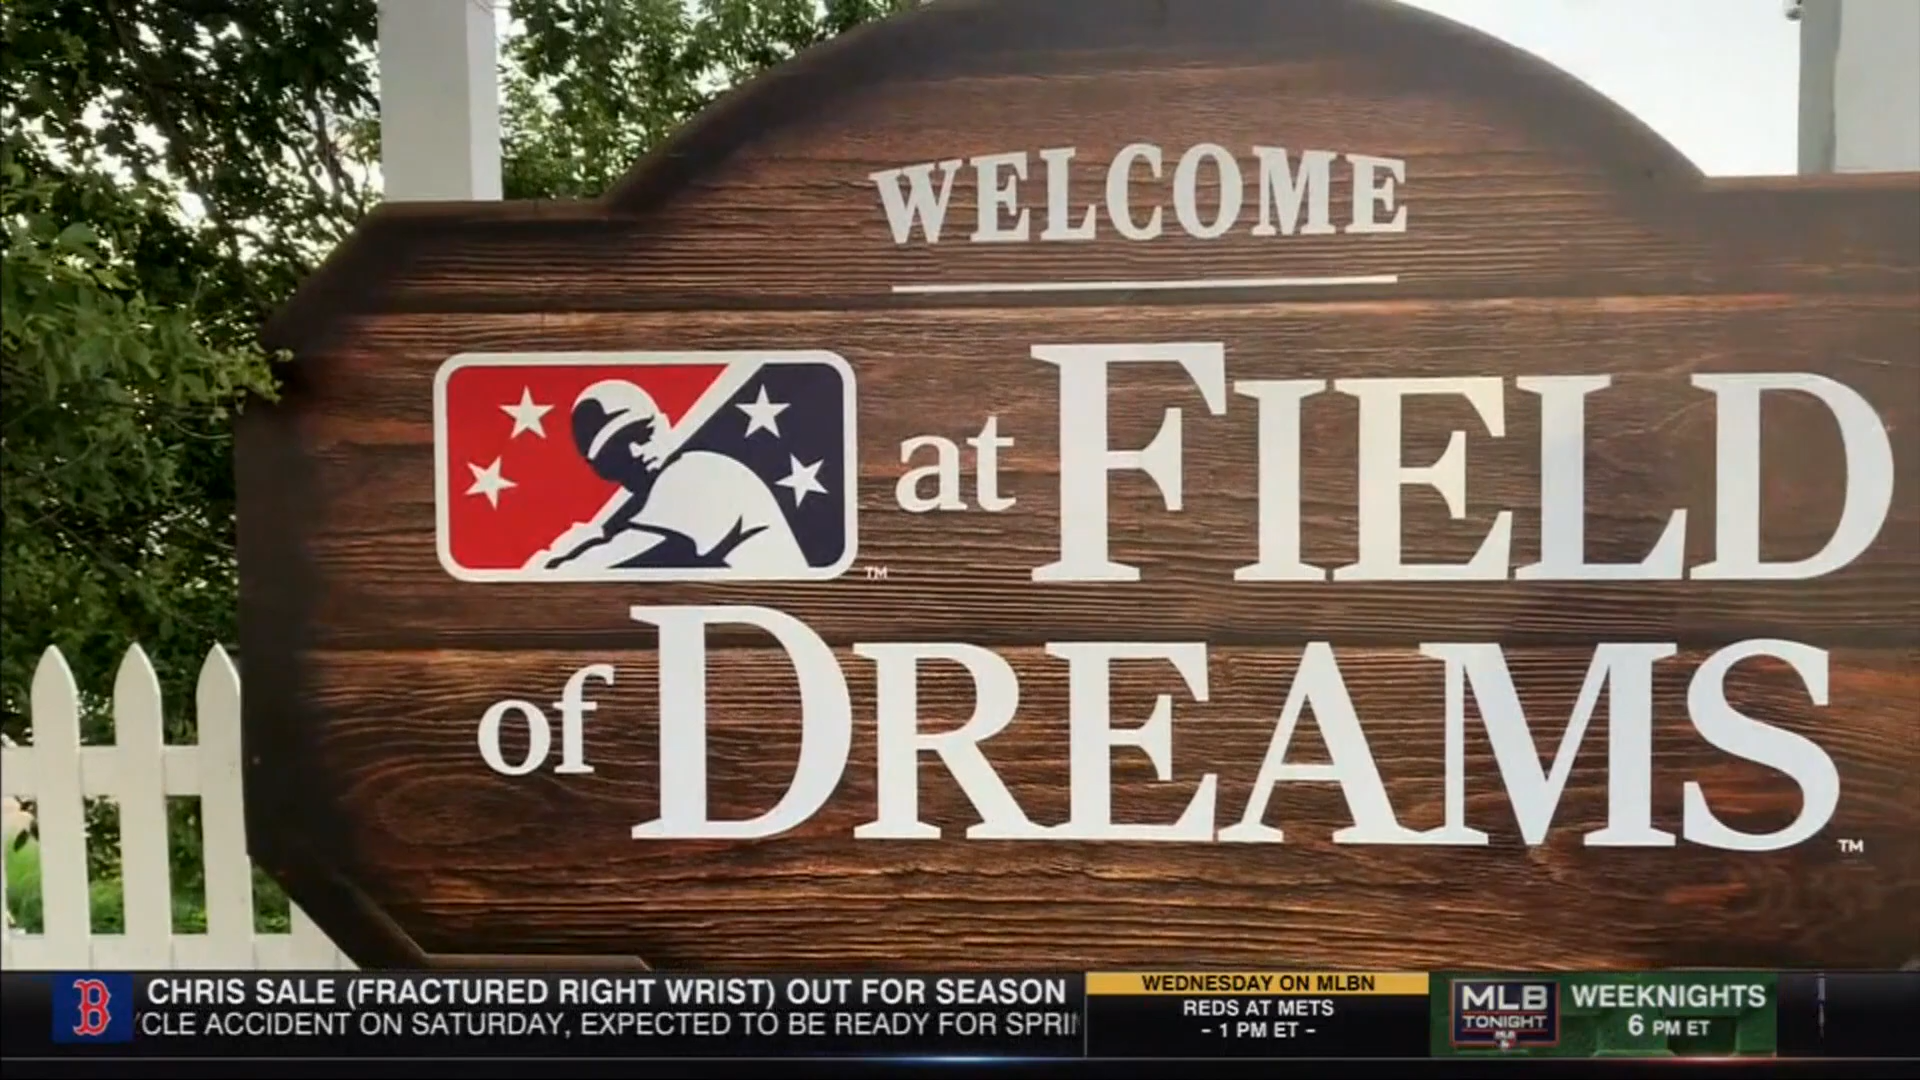 WELCOME
at FIELD
™
of DREAMS
™
B
CHRIS SALE (FRACTURED RIGHT WRIST) OUT FOR SEASON
CLE ACCIDENT ON SATURDAY, EXPECTED TO BE READY FOR SPRI
WEDNESDAY ON MLBN
REDS AT METS
- 1 PM ET -
MLB
TONIGHT
WEEKNIGHTS
6 PM ET